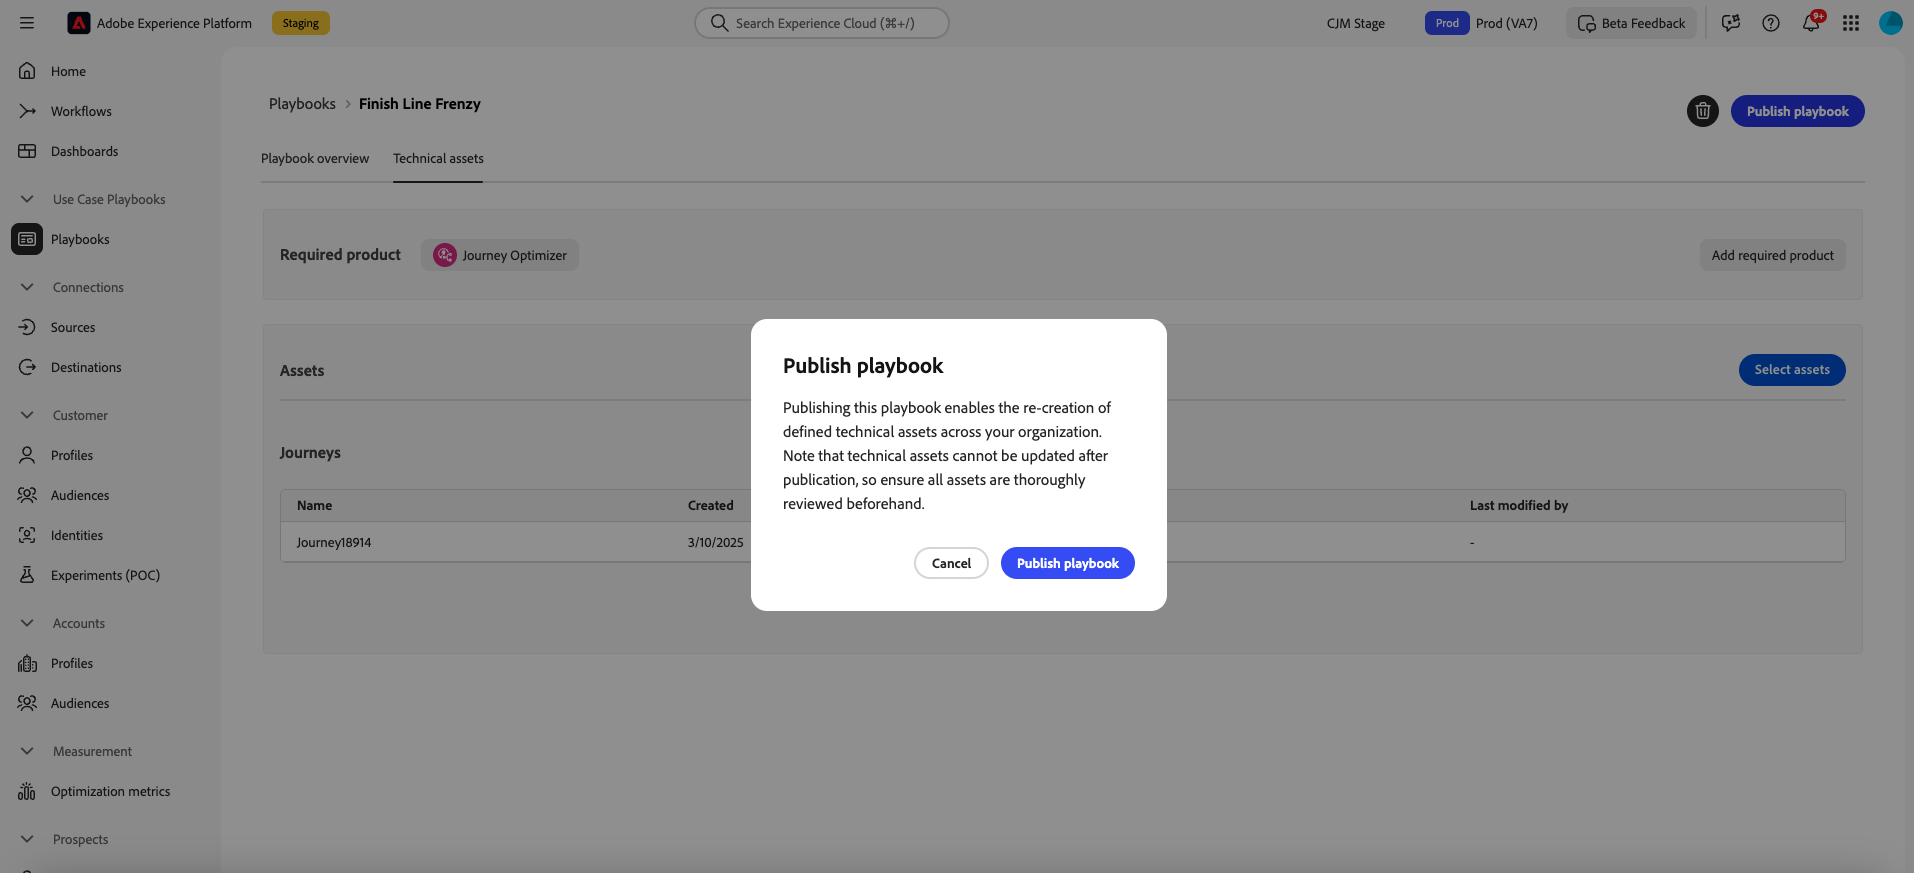 Adobe Experience Platform
Staging
Search Experience Cloud (⌘+/)
CJM Stage
Prod
Prod (VA7)
Beta Feedback
9+
Home
Workflows
Dashboards
Use Case Playbooks
Playbooks
Connections
Sources
Destinations
Customer
Profiles
Audiences
Identities
Experiments (POC)
Accounts
Profiles
Audiences
Measurement
Optimization metrics
Prospects
Playbooks > Finish Line Frenzy
Publish playbook
Playbook overview
Technical assets
Required product
Journey Optimizer
Add required product
Assets
Select assets
Journeys
Name
Created
Last modified by
Journey18914
3/10/2025
-
Publish playbook
Publishing this playbook enables the re-creation of
defined technical assets across your organization.
Note that technical assets cannot be updated after
publication, so ensure all assets are thoroughly
reviewed beforehand.
Cancel
Publish playbook